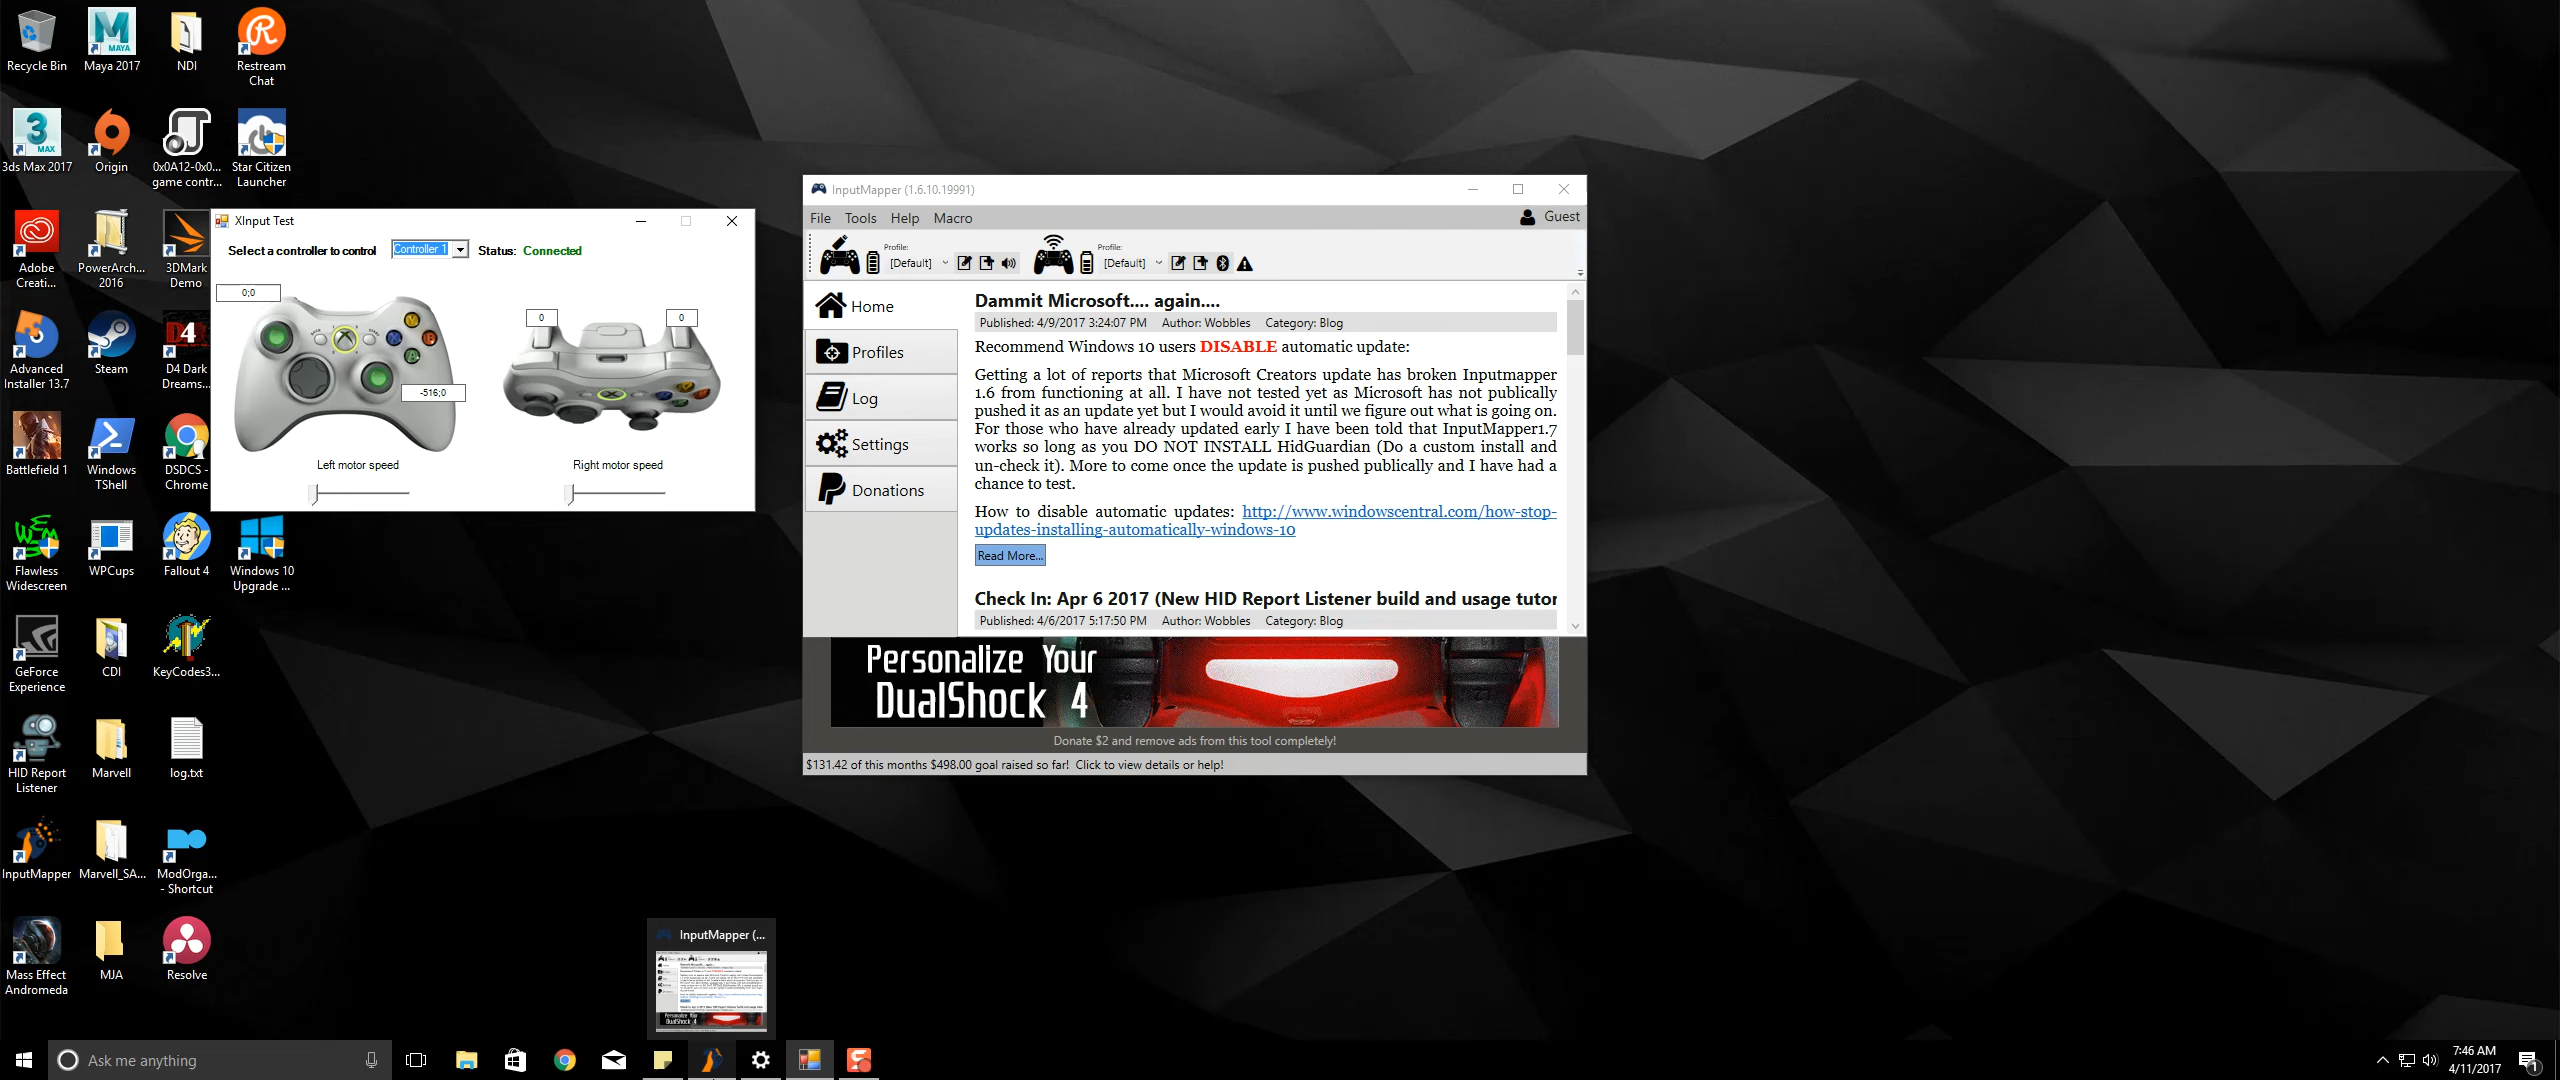 Recycle Bin
Maya 2017
NDI
Restream
Chat
3ds Max 2017
Origin
0x0A12-0x0...
game contr...
Star Citizen
Launcher
Adobe
Creati...
PowerArch...
2016
3DMark
Demo
Advanced
Installer 13.7
Steam
D4 Dark
Dreams...
Battlefield 1
Windows
TShell
DSDCS -
Chrome
Flawless
Widescreen
WPCups
Fallout 4
Windows 10
Upgrade ...
GeForce
Experience
CDI
KeyCodes3...
HID Report
Listener
Marvell
log.txt
InputMapper
Marvell_SA...
ModOrga...
- Shortcut
Mass Effect
Andromeda
MJA
Resolve
XInput Test
Select a controller to control Controller 1 Status: Connected
0;0
-516;0
0
0
Left motor speed
Right motor speed
InputMapper (1.6.10.19991)
File Tools Help Macro Guest
Profile:
[Default]
Profile:
[Default]
Home
Profiles
Log
Settings
Donations
Dammit Microsoft.... again....
Published: 4/9/2017 3:24:07 PM Author: Wobbles Category: Blog
Recommend Windows 10 users DISABLE automatic update:
Getting a lot of reports that Microsoft Creators update has broken Inputmapper
1.6 from functioning at all. I have not tested yet as Microsoft has not publically
pushed it as an update yet but I would avoid it until we figure out what is going on.
For those who have already updated early I have been told that InputMapper1.7
works so long as you DO NOT INSTALL HidGuardian (Do a custom install and
un-check it). More to come once the update is pushed publically and I have had a
chance to test.
How to disable automatic updates: http://www.windowscentral.com/how-stop-
updates-installing-automatically-windows-10
Read More...
Check In: Apr 6 2017 (New HID Report Listener build and usage tutor
Published: 4/6/2017 5:17:50 PM Author: Wobbles Category: Blog
Personalize Your
DualShock 4
Donate $2 and remove ads from this tool completely!
$131.42 of this months $498.00 goal raised so far! Click to view details or help!
InputMapper (...
Personalize Your
DualShock 4
Ask me anything
7:46 AM
4/11/2017
1